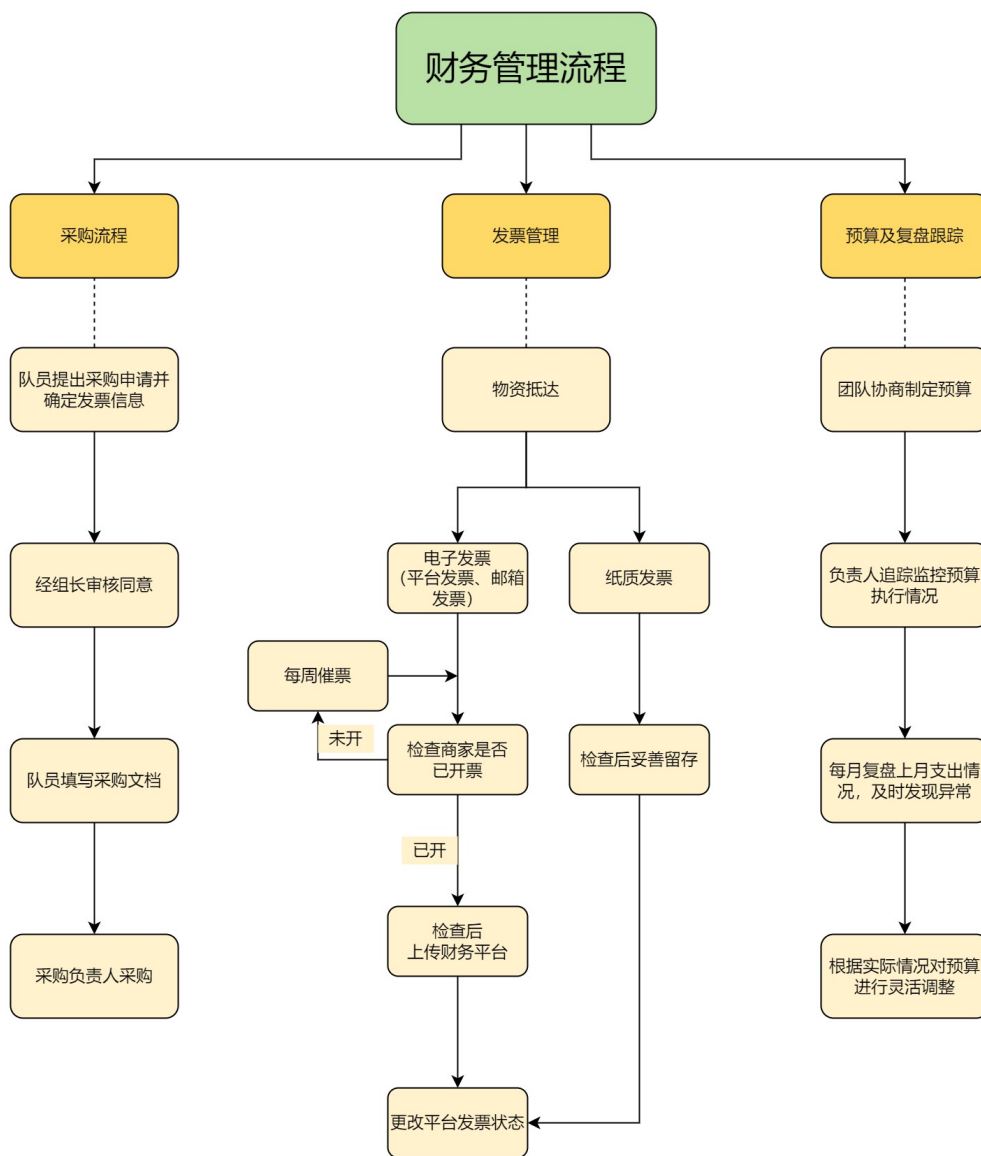 财务管理流程
采购流程
发票管理
预算及复盘跟踪
队员提出采购申请并
确定发票信息
物资抵达
团队协商制定预算
经组长审核同意
电子发票
（平台发票、邮箱
发票）
纸质发票
负责人追踪监控预算
执行情况
每周催票
未开
队员填写采购文档
检查商家是否
已开票
检查后妥善留存
每月复盘上月支出情
况，及时发现异常
已开
采购负责人采购
检查后
上传财务平台
根据实际情况对预算
进行灵活调整
更改平台发票状态